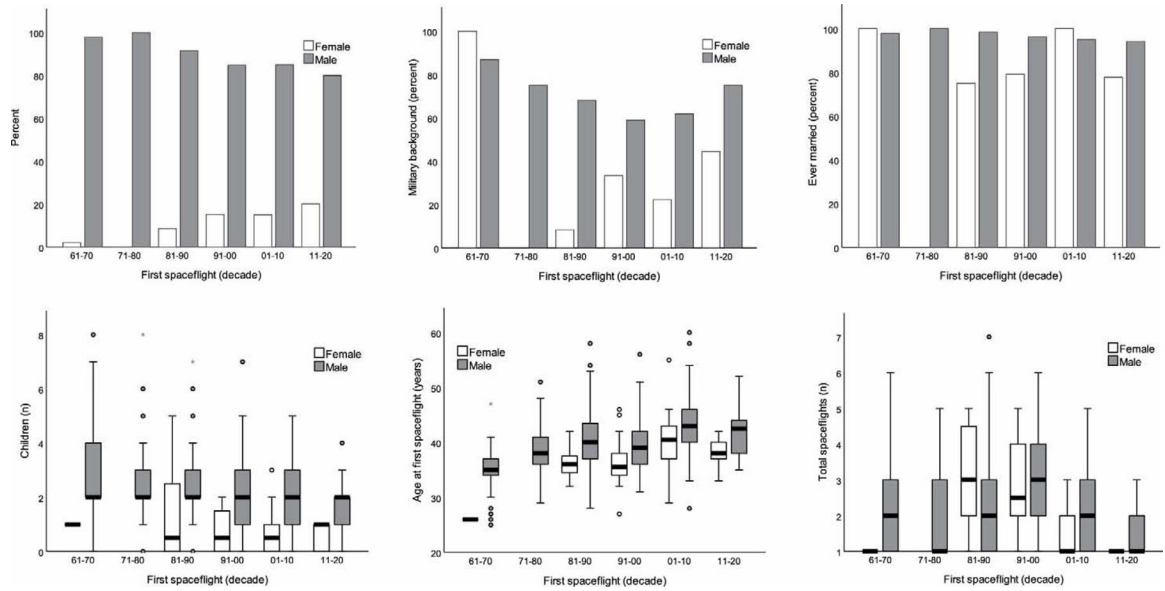 Percent
100
80
60
40
20
0
Female
Male
61-70 71-80 81-90 91-00 01-10 11-20
First spaceflight (decade)
Military background (percent)
100
80
60
40
20
0
Female
Male
61-70 71-80 81-90 91-00 01-10 11-20
First spaceflight (decade)
Ever married (percent)
100
80
60
40
20
0
Female
Male
61-70 71-80 81-90 91-00 01-10 11-20
First spaceflight (decade)
Children (n)
8
6
4
2
0
Female
Male
61-70 71-80 81-90 91-00 01-10 11-20
First spaceflight (decade)
Age at first spaceflight (years)
60
50
40
30
20
Female
Male
61-70 71-80 81-90 91-00 01-10 11-20
First spaceflight (decade)
Total spaceflights (n)
7
6
5
4
3
2
1
Female
Male
61-70 71-80 81-90 91-00 01-10 11-20
First spaceflight (decade)